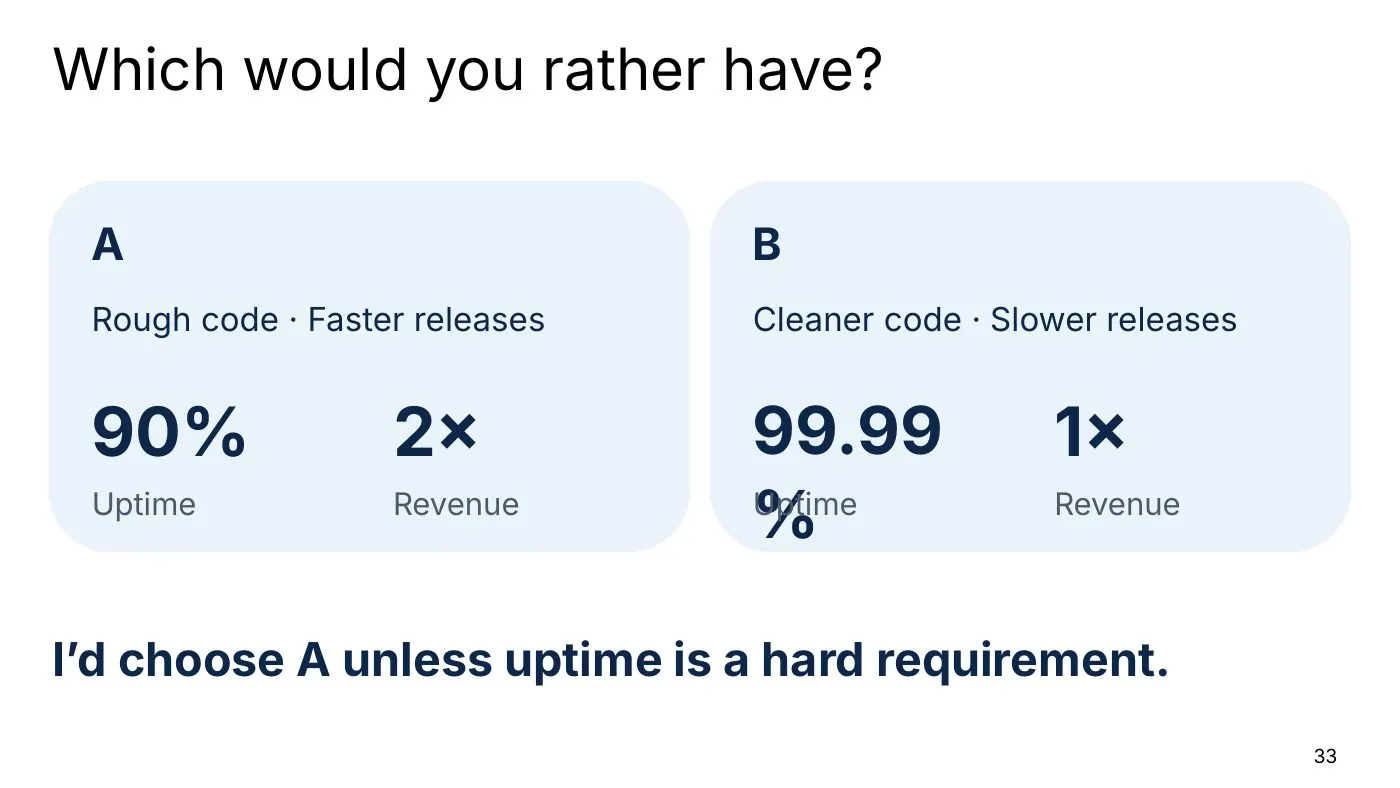 Which would you rather have?
A
Rough code · Faster releases
90%
2×
Uptime
Revenue
B
Cleaner code · Slower releases
99.99
%
1×
Uptime
Revenue
I’d choose A unless uptime is a hard requirement.
33